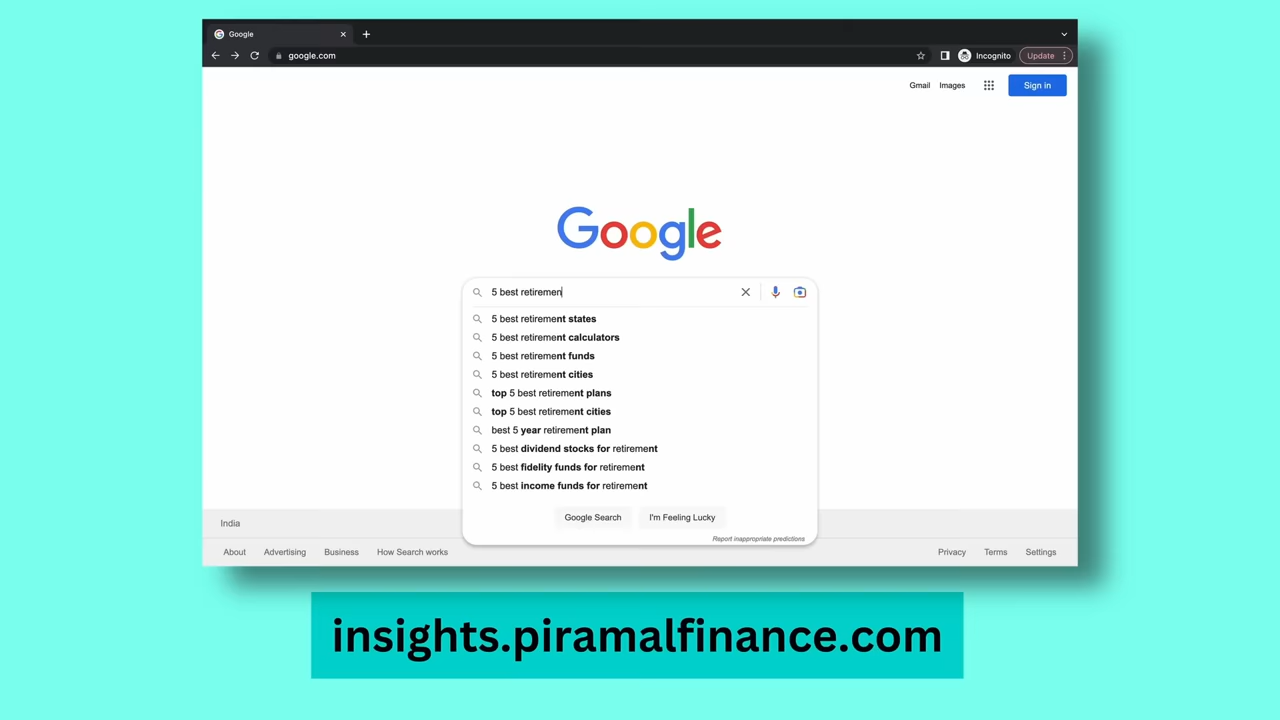 Google
google.com
Incognito
Update
Gmail Images
Sign in
Google
5 best retiremen
5 best retirement states
5 best retirement calculators
5 best retirement funds
5 best retirement cities
top 5 best retirement plans
top 5 best retirement cities
best 5 year retirement plan
5 best dividend stocks for retirement
5 best fidelity funds for retirement
5 best income funds for retirement
Google Search I'm Feeling Lucky
Report inappropriate predictions
India
About Advertising Business How Search works Privacy Terms Settings
insights.piramalfinance.com